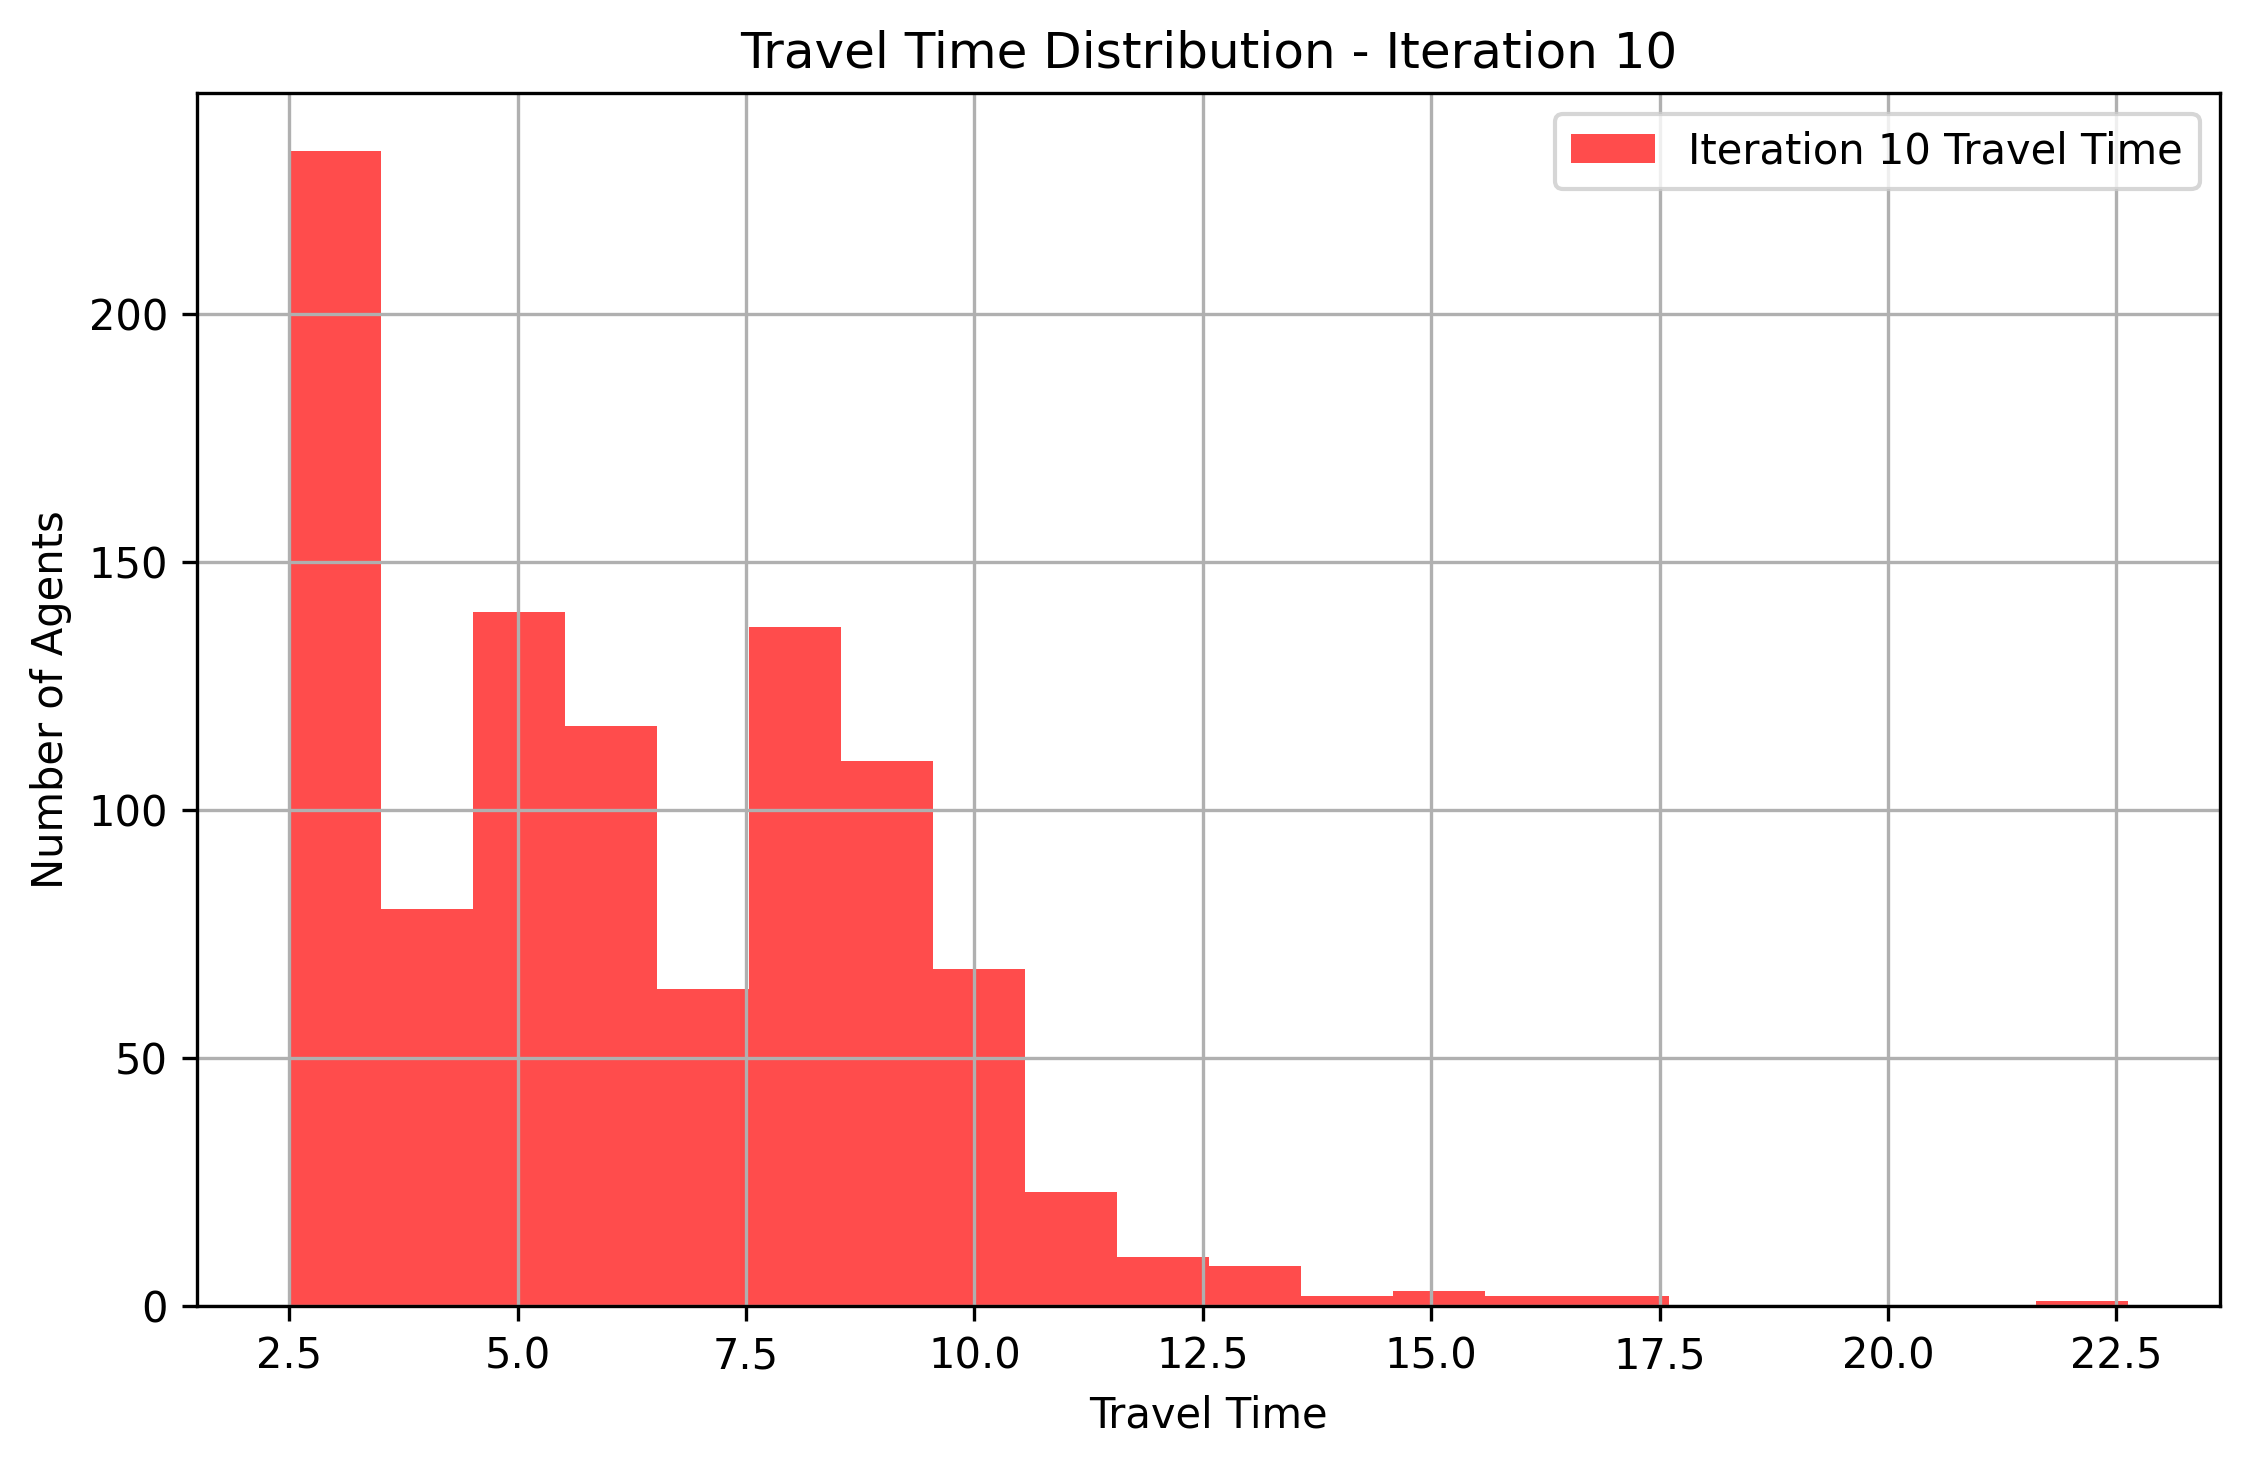 Travel Time Distribution - Iteration 10
Iteration 10 Travel Time
Number of Agents
200
150
100
50
0
2.5 5.0 7.5 10.0 12.5 15.0 17.5 20.0 22.5
Travel Time